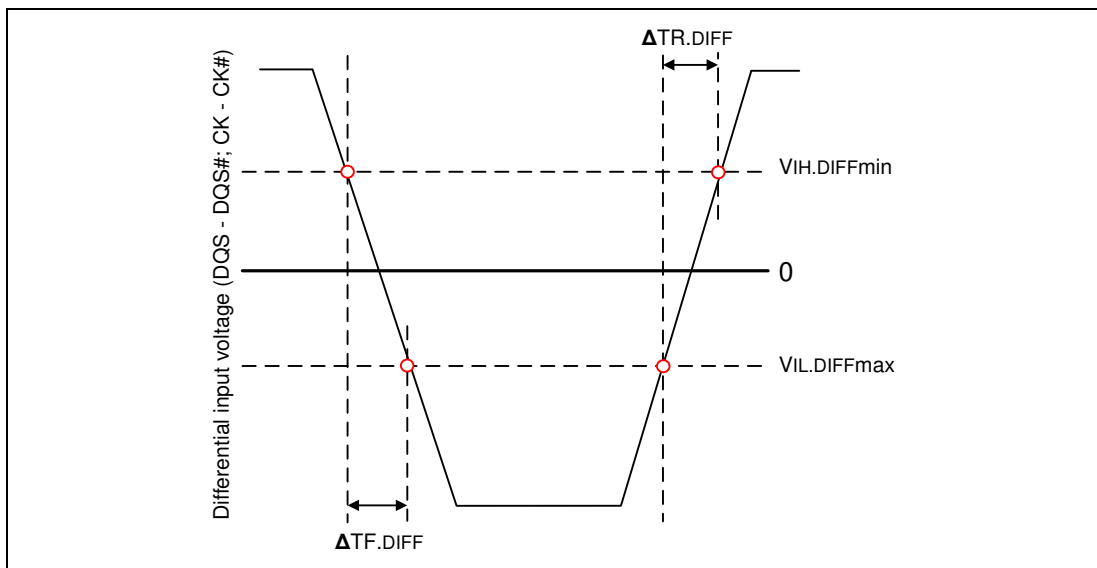 Differential input voltage (DQS - DQS#; CK - CK#)
ΔTR.DIFF
VIH.DIFFmin
0
VIL.DIFFmax
ΔTF.DIFF